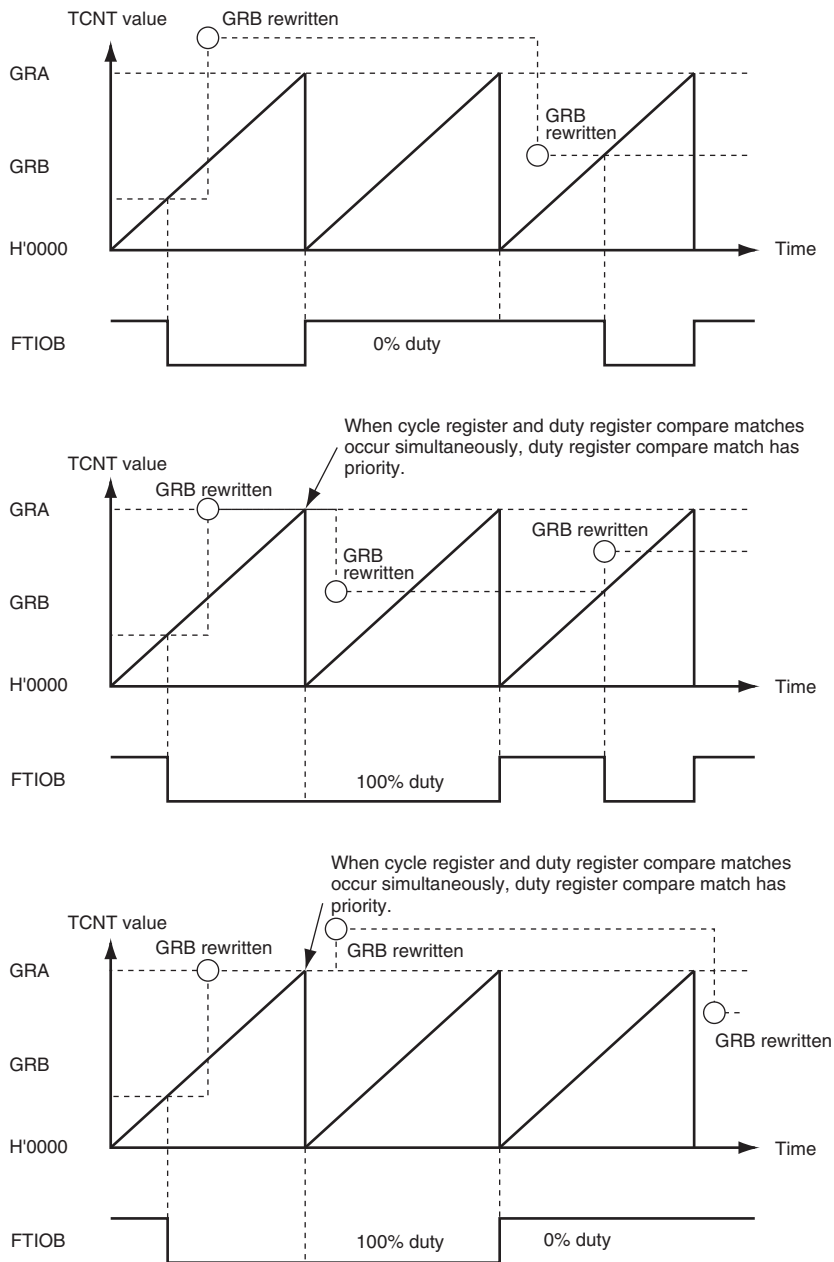 TCNT value
GRB rewritten
GRA
GRB
rewritten
GRB
H'0000
Time
FTIOB
0% duty
When cycle register and duty register compare matches
occur simultaneously, duty register compare match has
priority.
TCNT value
GRB rewritten
GRA
GRB rewritten
GRB
rewritten
GRB
H'0000
Time
FTIOB
100% duty
When cycle register and duty register compare matches
occur simultaneously, duty register compare match has
priority.
TCNT value
GRB rewritten
GRB rewritten
GRA
GRB rewritten
GRB
H'0000
Time
FTIOB
100% duty
0% duty